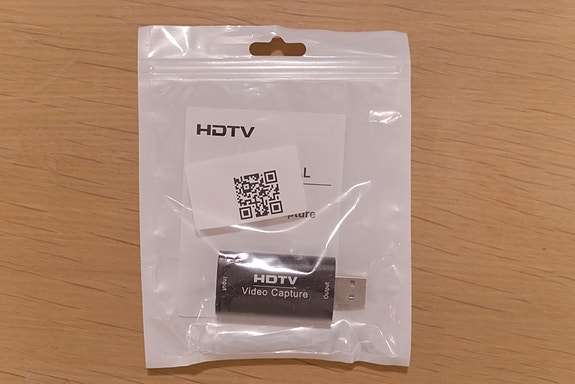 HDTV
L
pture
HDTV
Video Capture
Input
Output